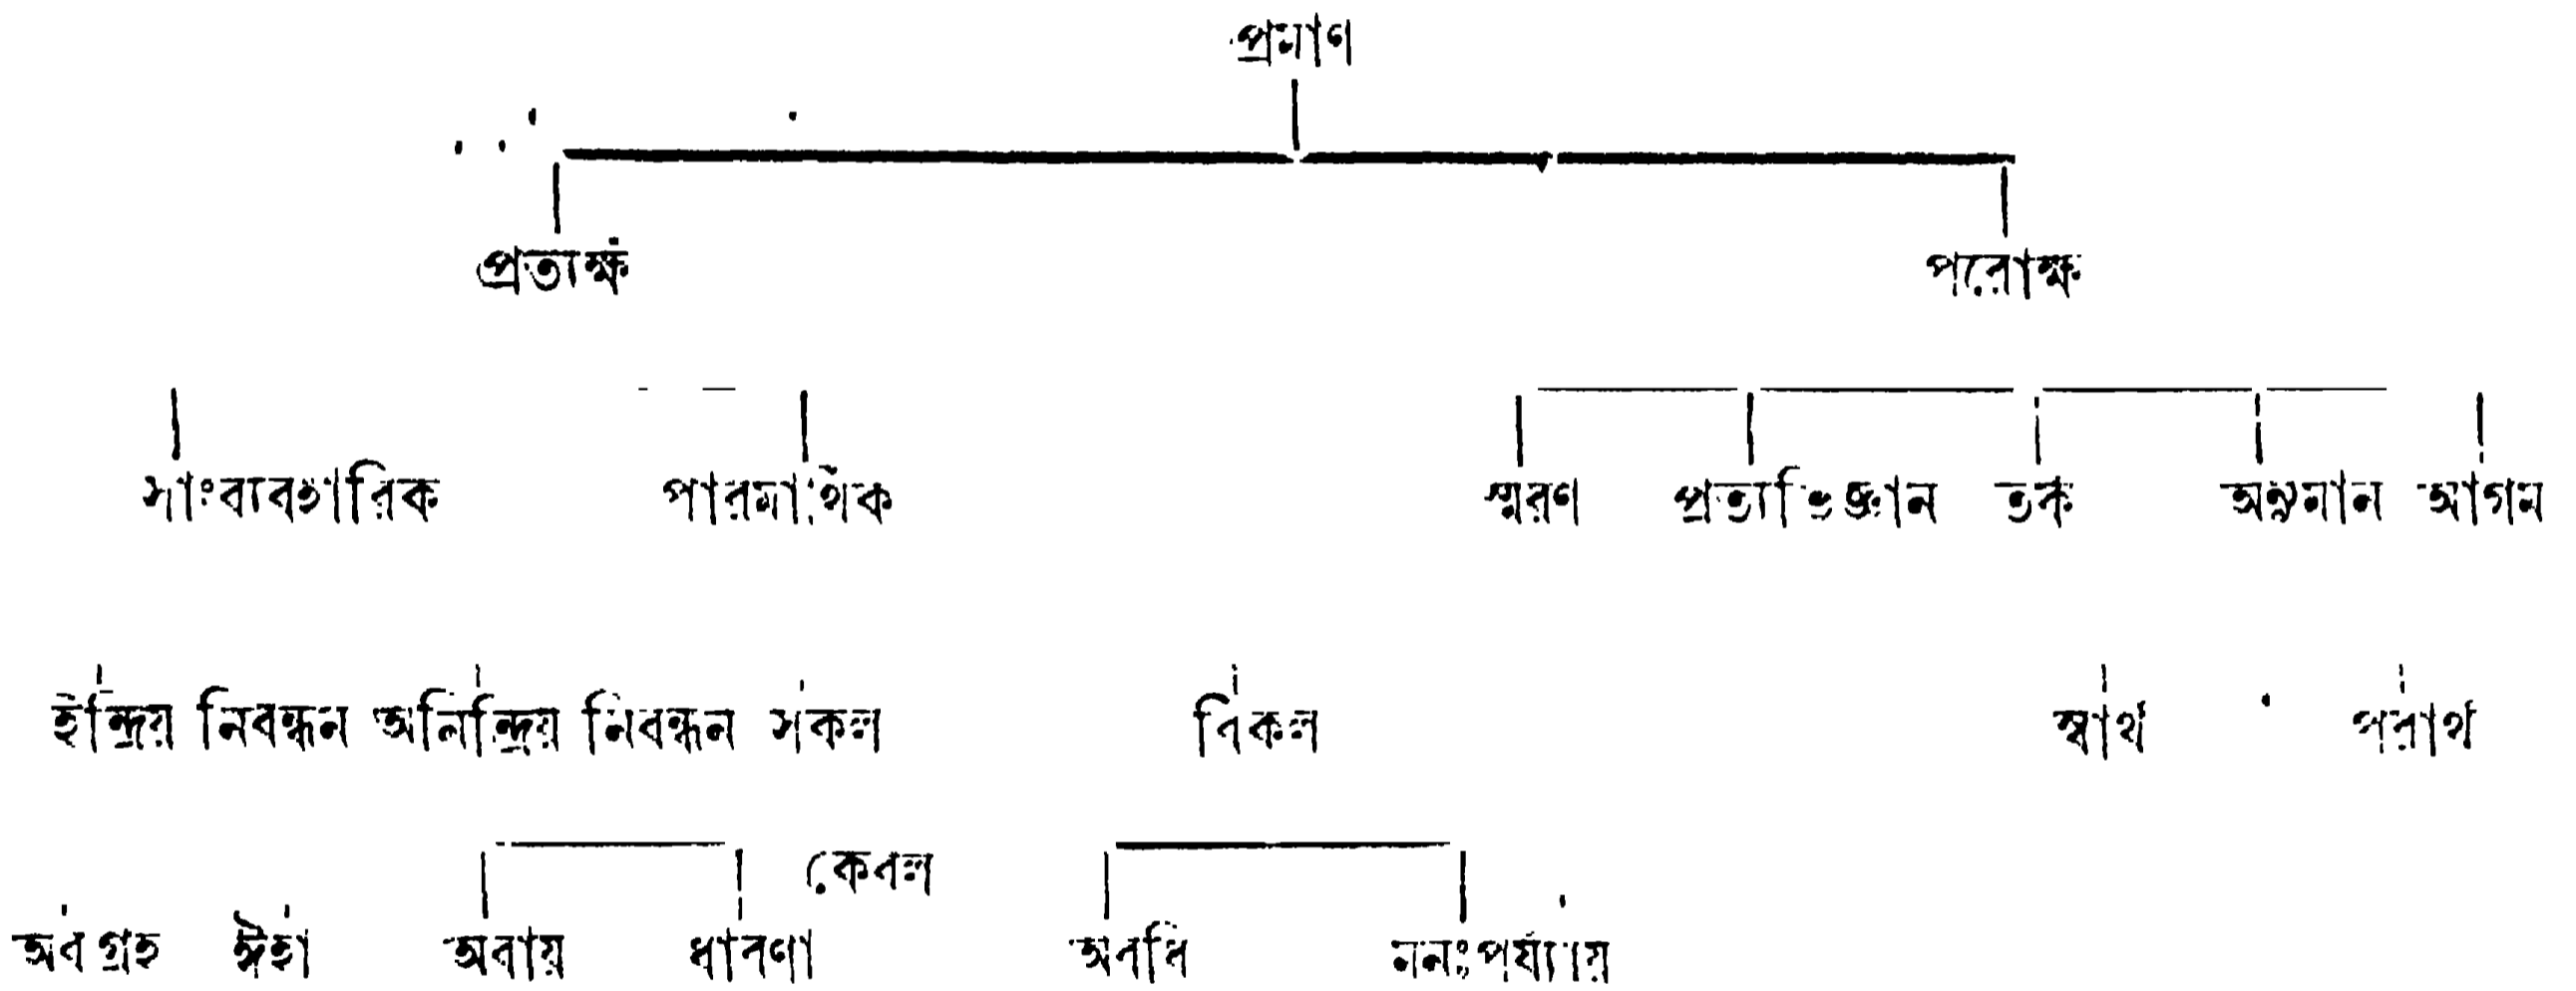 প্রমাণ
প্রত্যক্ষ পরোক্ষ
সাংব্যবহারিক পারমার্থিক স্মরণ প্রত্যভিজ্ঞান তর্ক অনুমান আগম
ইন্দ্রিয় নিবন্ধন অনিন্দ্রিয় নিবন্ধন সকল বিকল স্বার্থ পরার্থ
কেবল
অবগ্রহ ঈহা অবায় ধারণা অবধি মনঃপর্য্যায়